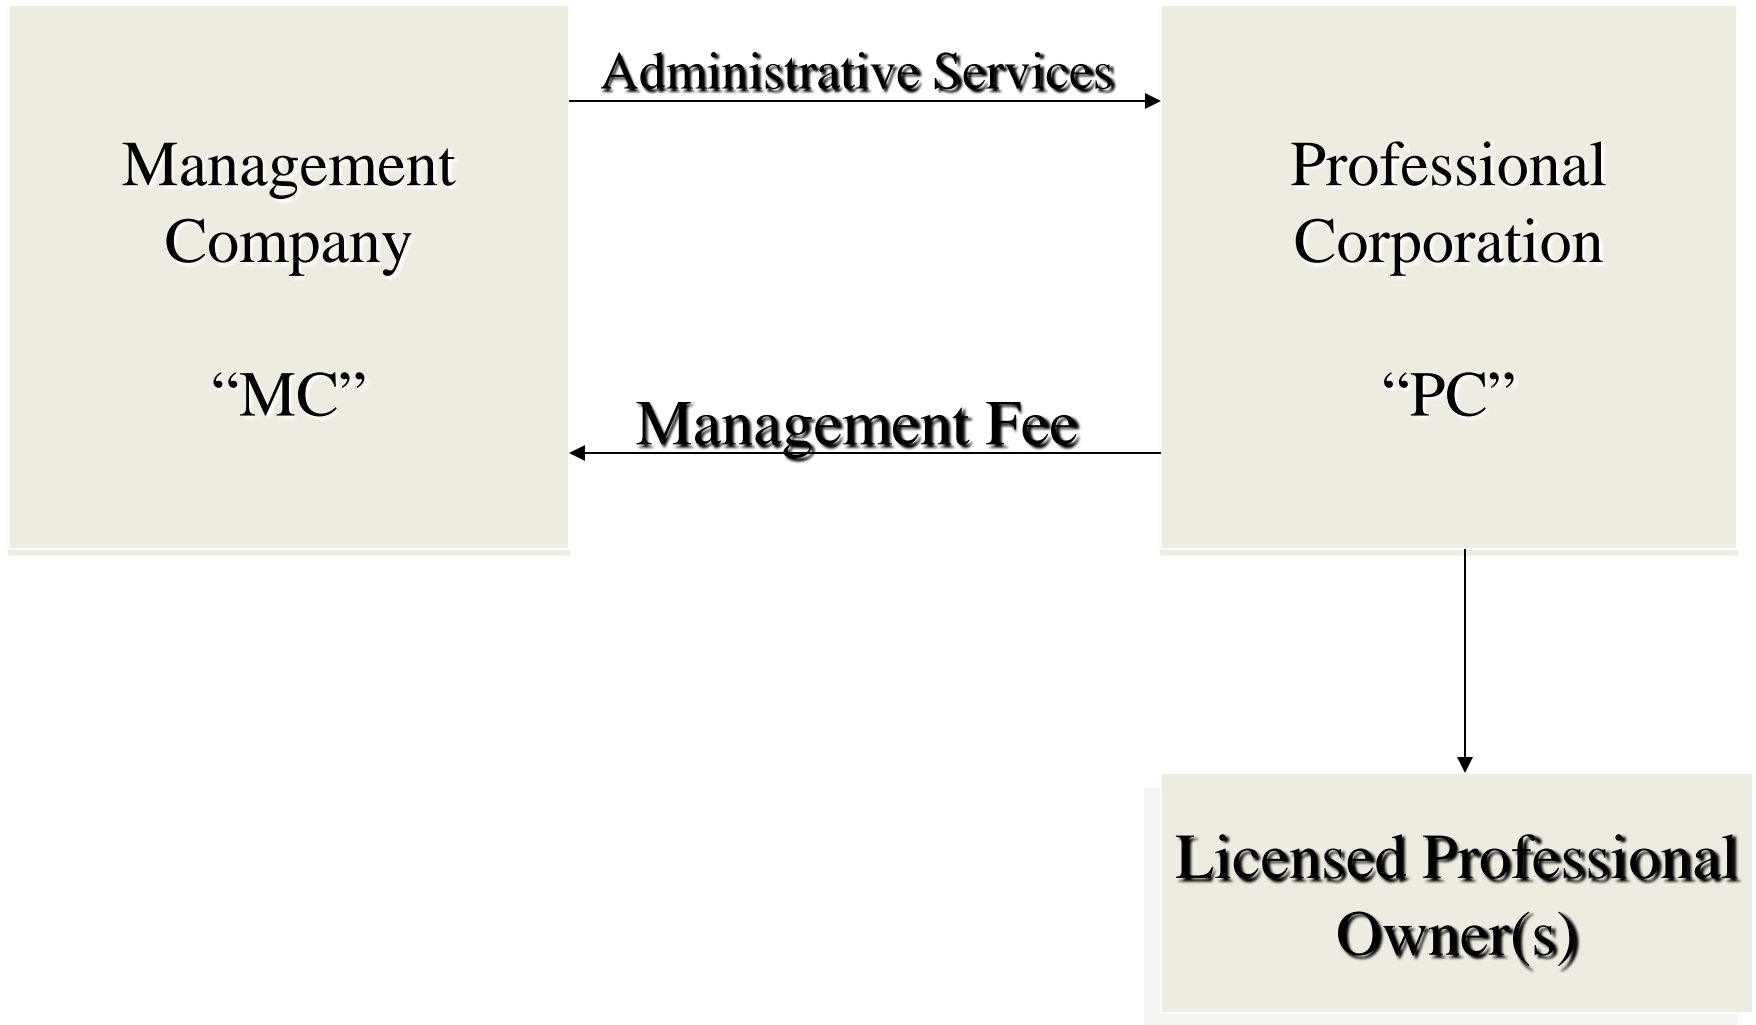 Administrative Services
Management
Company
“MC”
Professional
Corporation
“PC”
Management Fee
Licensed Professional
Owner(s)